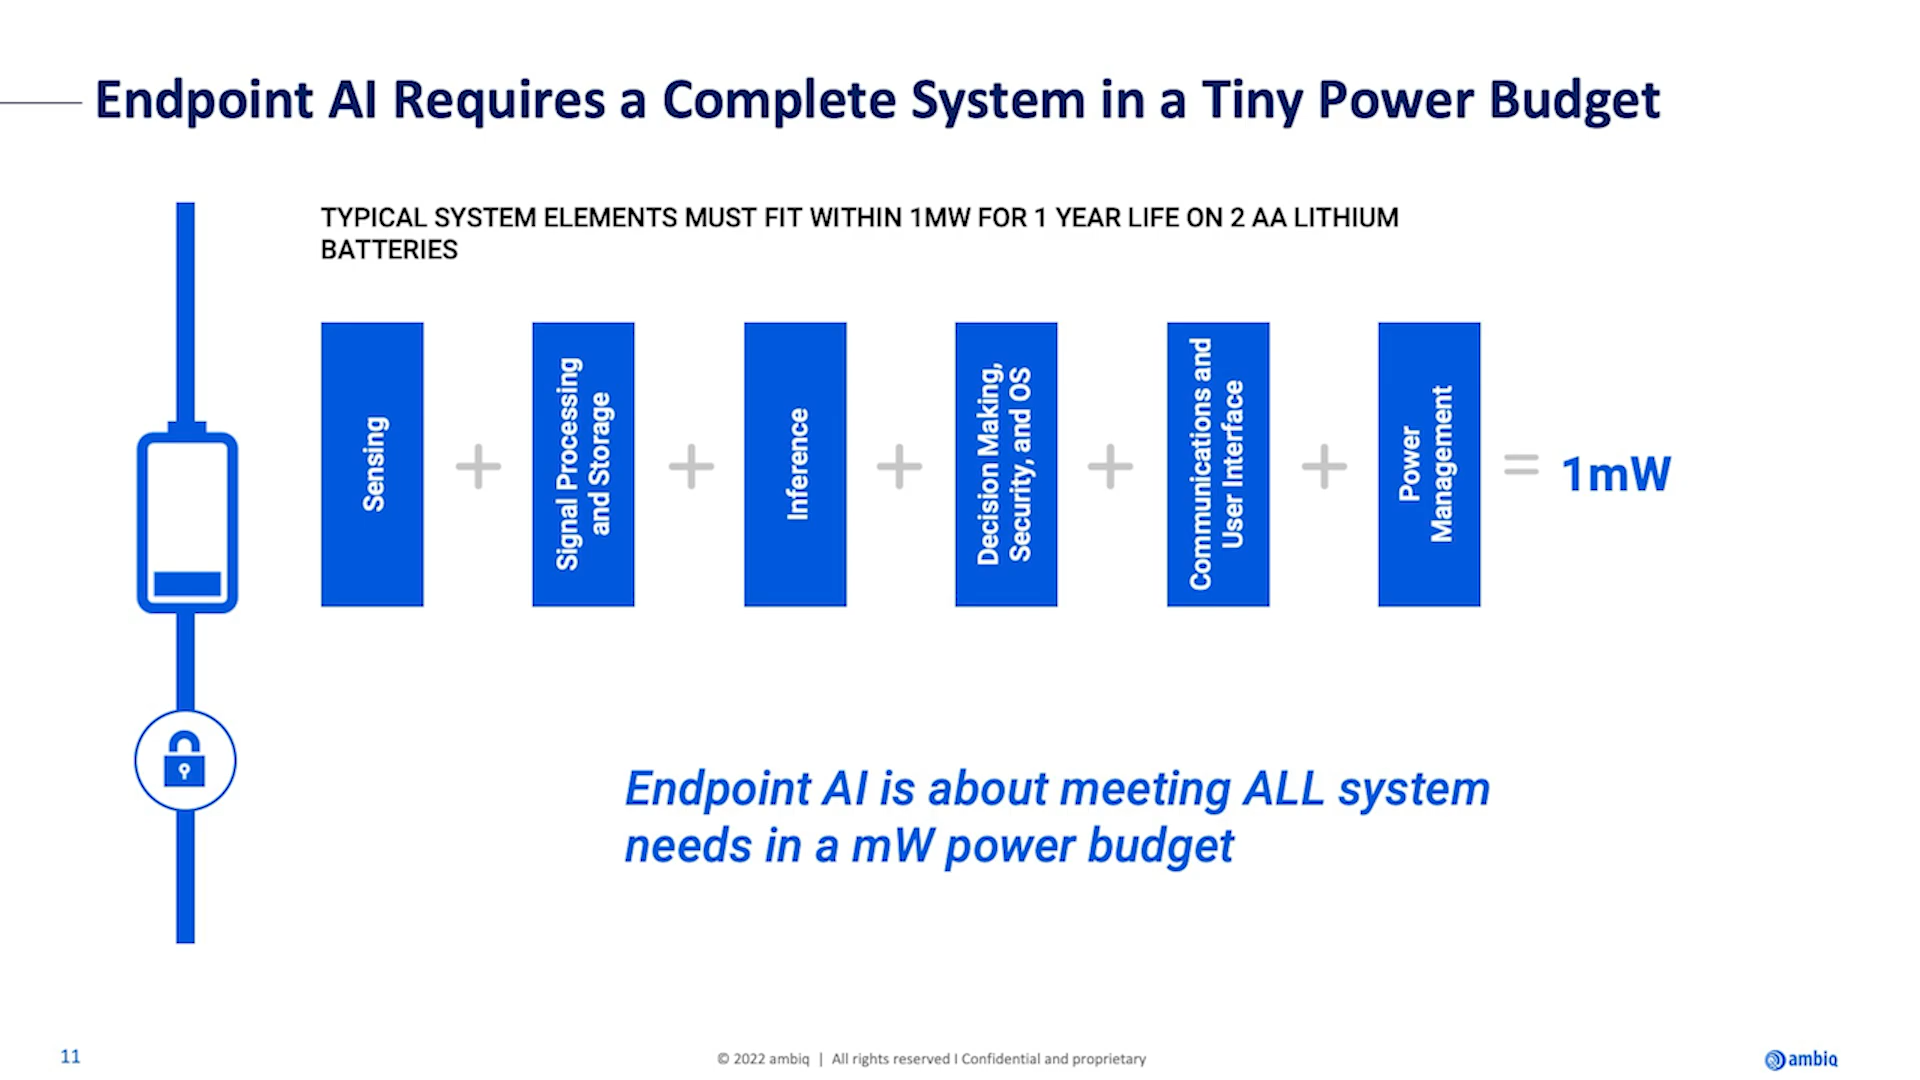 Endpoint AI Requires a Complete System in a Tiny Power Budget
TYPICAL SYSTEM ELEMENTS MUST FIT WITHIN 1MW FOR 1 YEAR LIFE ON 2 AA LITHIUM
BATTERIES
Sensing
+
Signal Processing
and Storage
+
Inference
+
Decision Making,
Security, and OS
+
Communications and
User Interface
+
Power
Management
= 1mW
Endpoint AI is about meeting ALL system
needs in a mW power budget
11
© 2022 ambiq | All rights reserved I Confidential and proprietary
ambiq